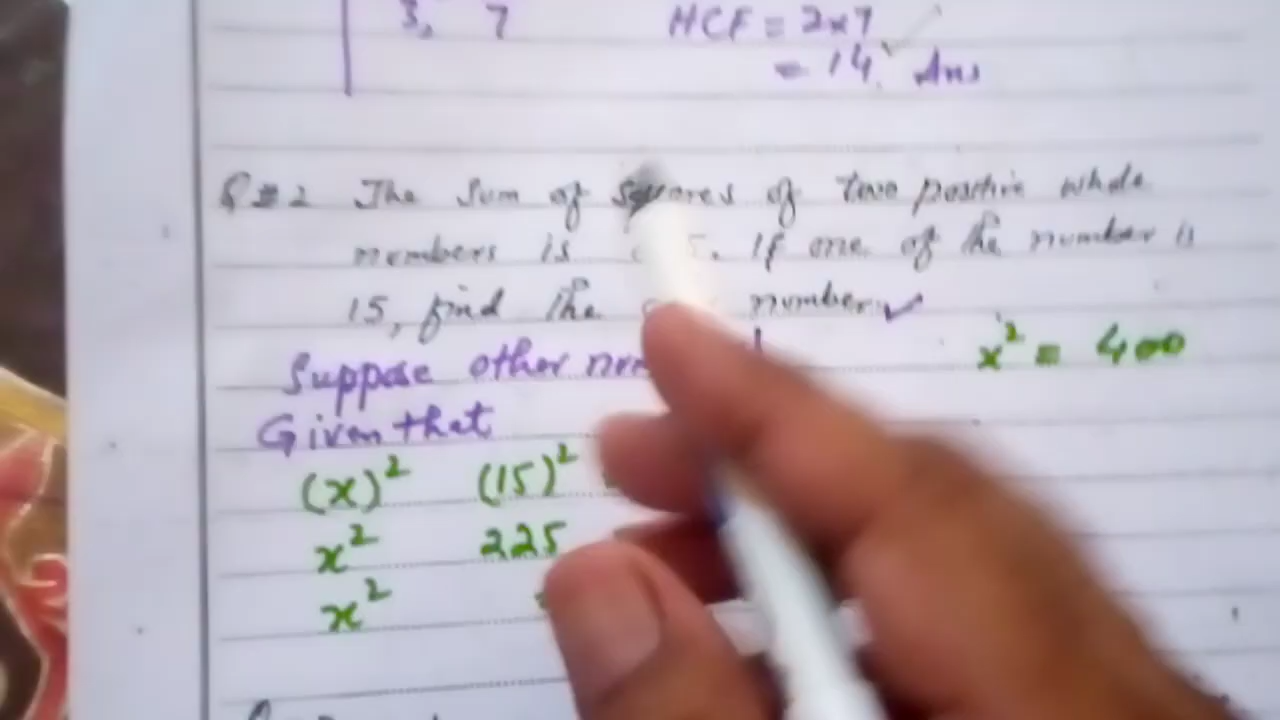 3, 7
HCF = 2x7
= 14. Ans
Q#2 The Sum of Squares of two positive whole
numbers is 5. If one of the number is
15, find the number.
Suppose other
x² = 400
Given that
(x)² (15)²
x² 225
x²